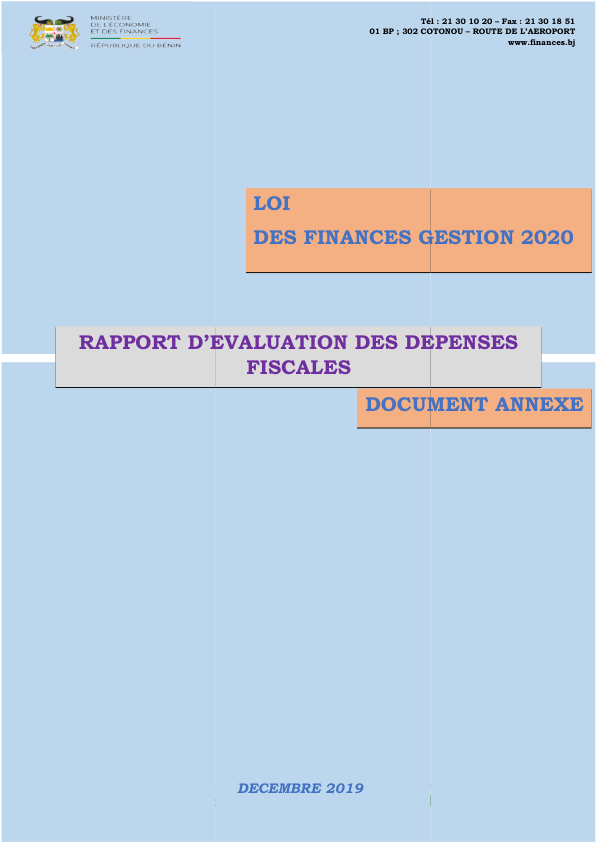 MINISTÈRE
DE L'ÉCONOMIE
ET DES FINANCES
RÉPUBLIQUE DU BÉNIN
Tél : 21 30 10 20 – Fax : 21 30 18 51
01 BP ; 302 COTONOU – ROUTE DE L'AEROPORT
www.finances.bj
LOI
DES FINANCES GESTION 2020
RAPPORT D'EVALUATION DES DEPENSES
FISCALES
DOCUMENT ANNEXE
DECEMBRE 2019